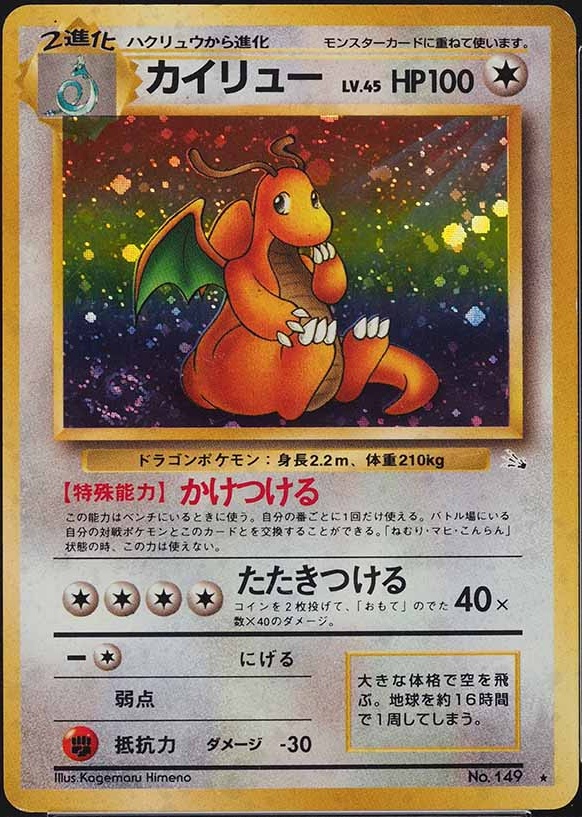 2進化 ハクリュウから進化 モンスターカードに重ねて使います。
カイリュー LV.45 HP100
ドラゴンポケモン：身長2.2m、体重210kg
【特殊能力】かけつける
この能力はベンチにいるときに使う。自分の番ごとに1回だけ使える。バトル場にいる
自分の対戦ポケモンとこのカードとを交換することができる。「ねむり・マヒ・こんらん」
状態の時、この力は使えない。
たたきつける
コインを2枚投げて、「おもて」のでた
数×40のダメージ。
40×
ー にげる
弱点
抵抗力 ダメージ -30
大きな体格で空を飛
ぶ。地球を約16時間
で1周してしまう。
Illus.Kagemaru Himeno No.149 ★